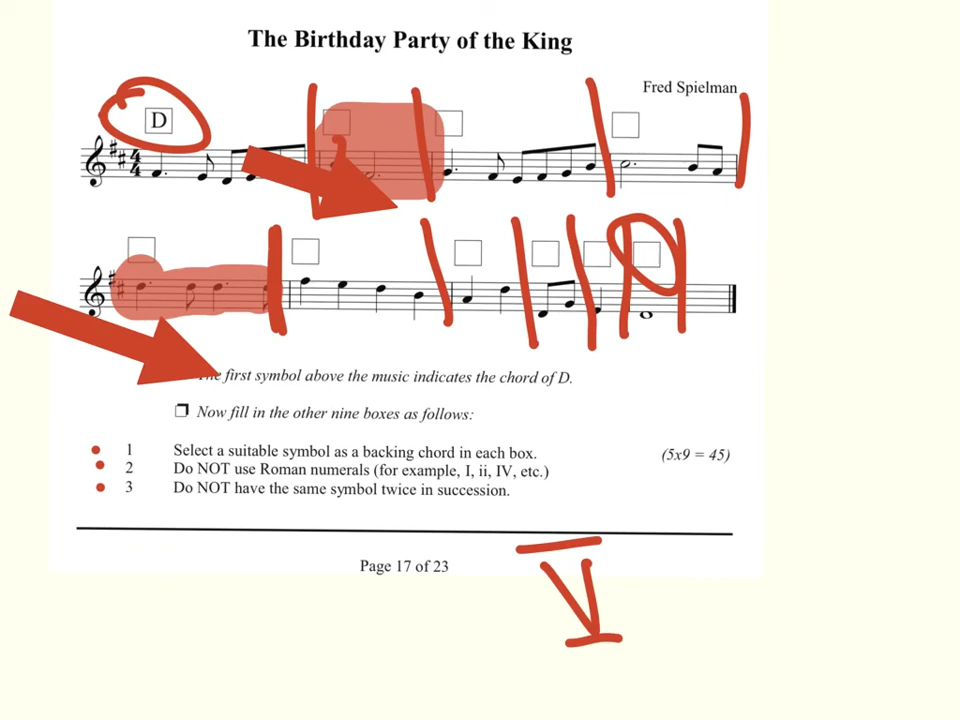 The Birthday Party of the King
Fred Spielman
D
first symbol above the music indicates the chord of D.
Now fill in the other nine boxes as follows:
1 Select a suitable symbol as a backing chord in each box. (5x9 = 45)
2 Do NOT use Roman numerals (for example, I, ii, IV, etc.)
3 Do NOT have the same symbol twice in succession.
Page 17 of 23
V